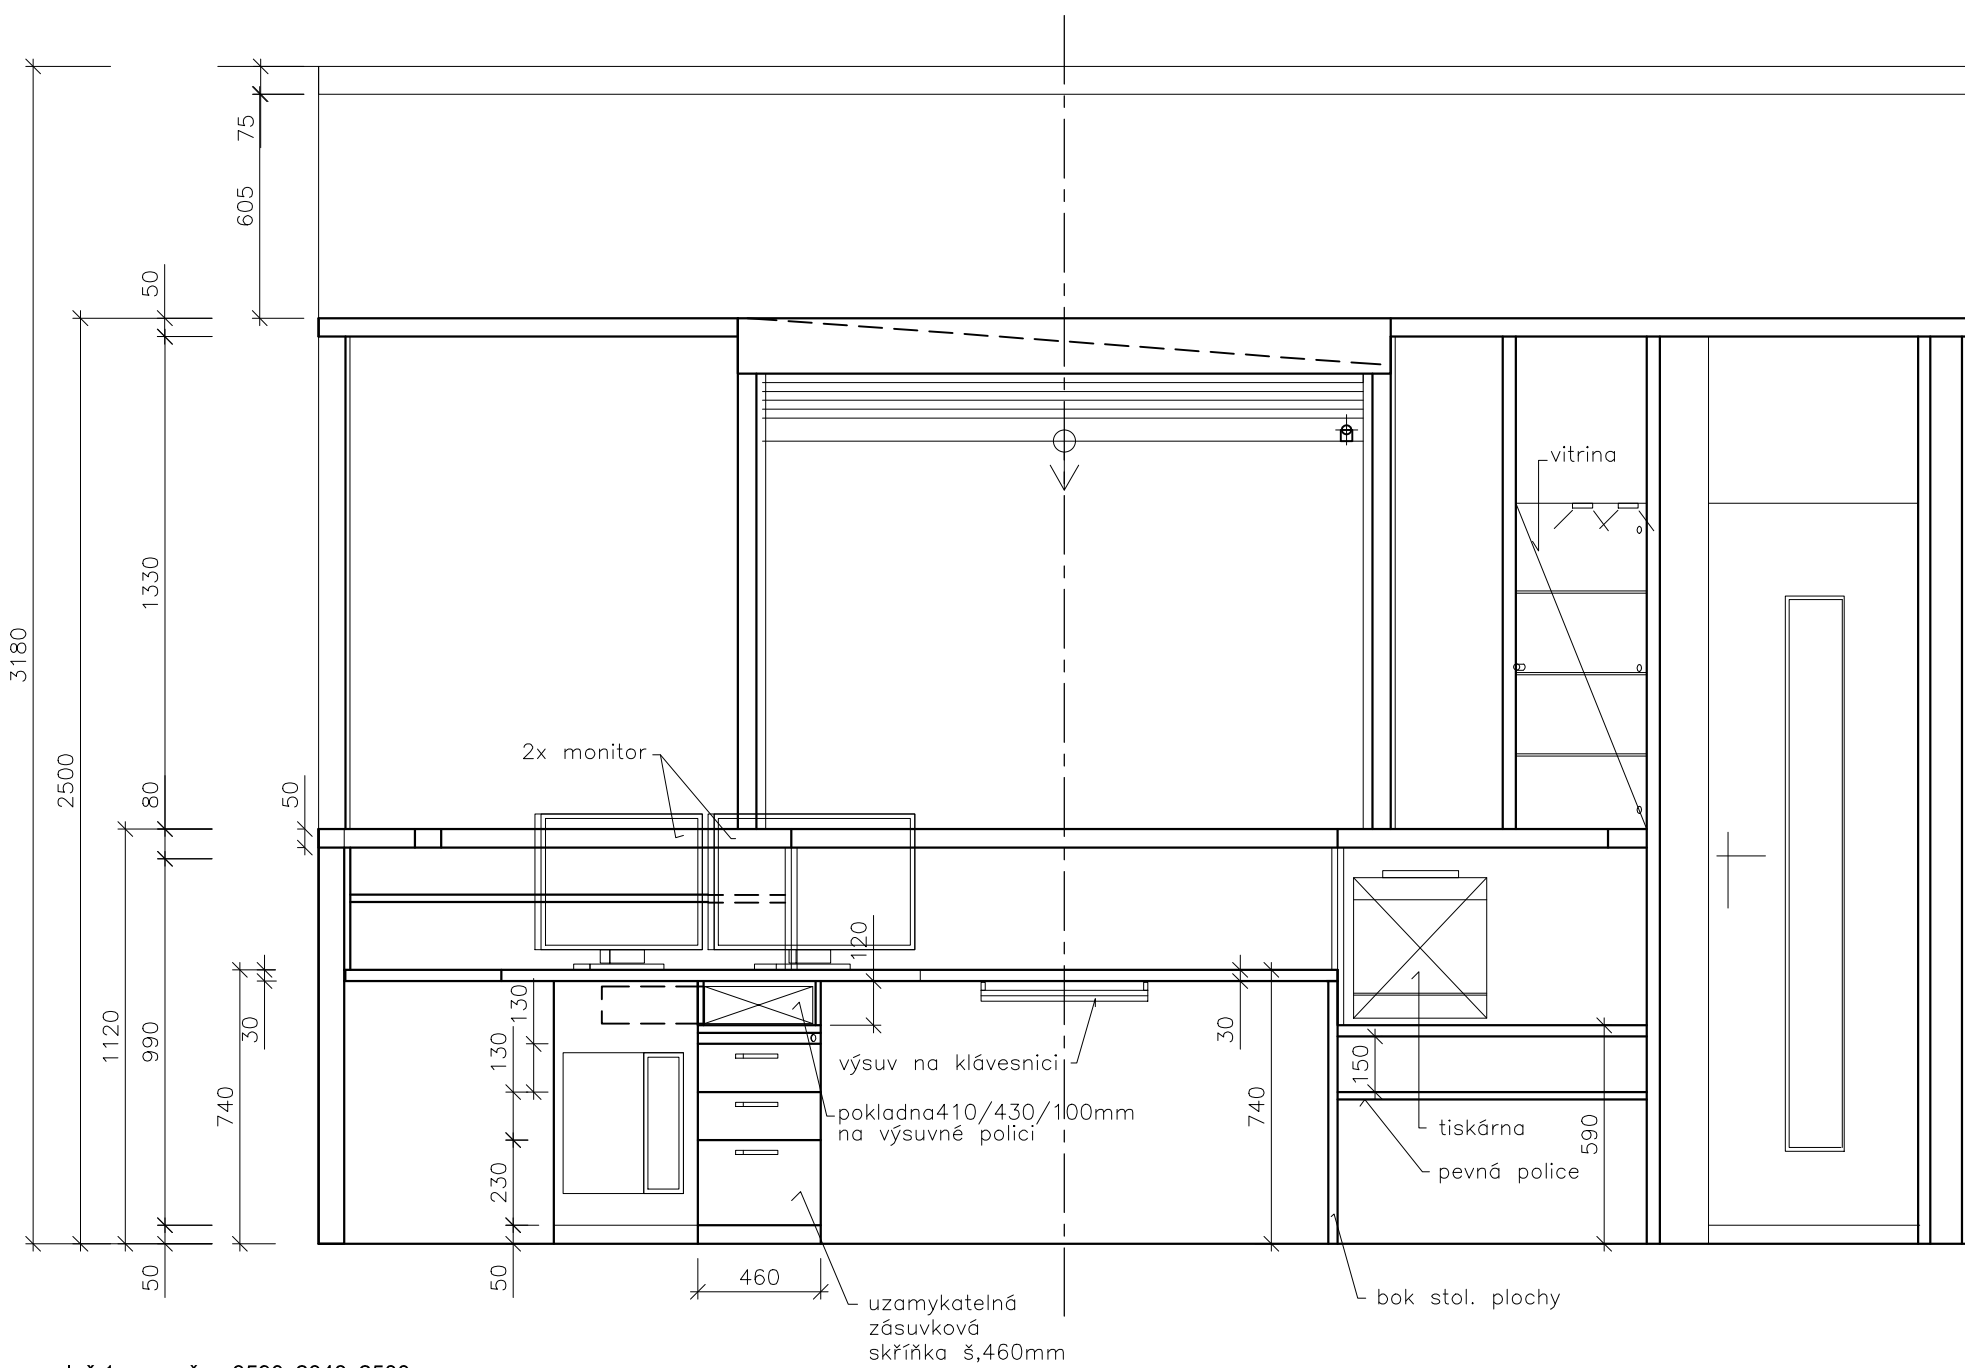 75
605
50
3180
2500
1330
80
50
vitrina
2x monitor
1120
990
740
30
50
130
130
230
50
120
30
740
150
590
výsuv na klávesnici
pokladna410/430/100mm
na výsuvné polici
tiskárna
pevná police
460
uzamykatelná
zásuvková
skříňka š,460mm
bok stol. plochy